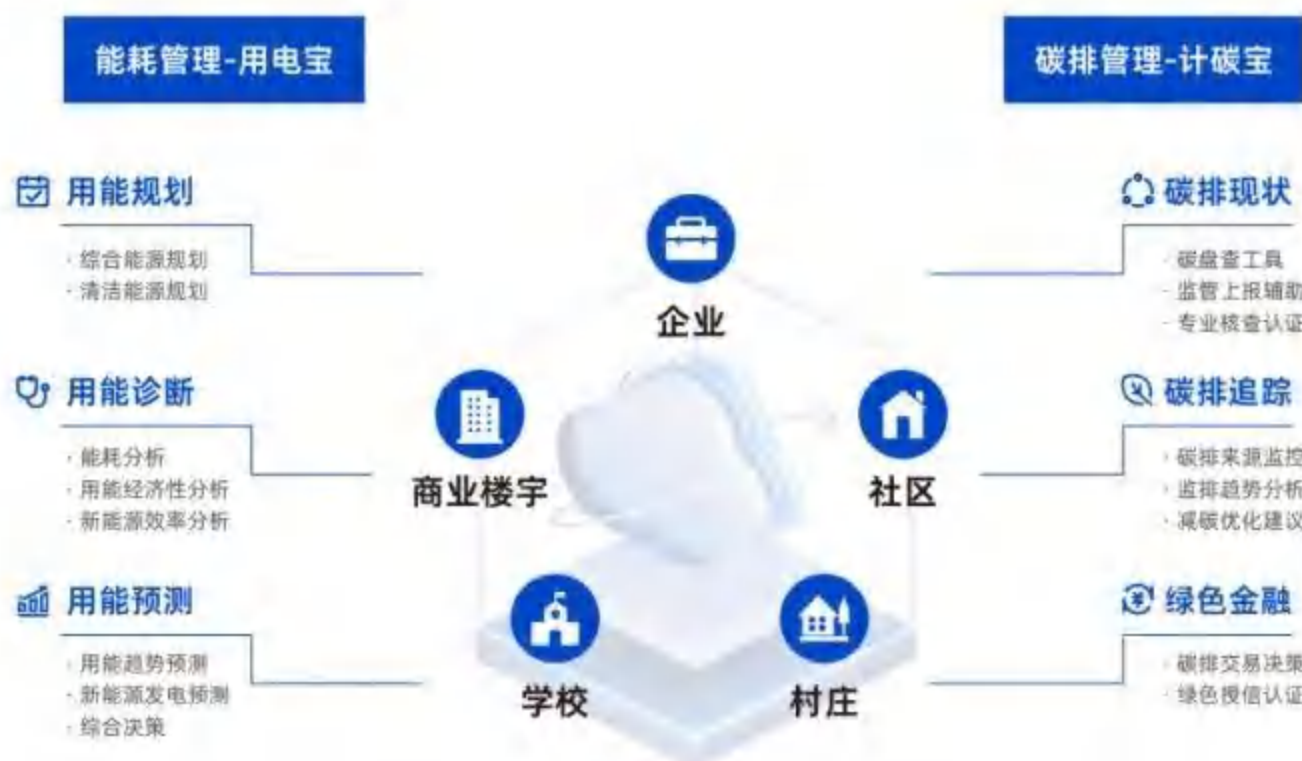 能耗管理-用电宝
用能规划
· 综合能源规划
· 清洁能源规划
用能诊断
· 能耗分析
· 用能经济性分析
· 新能源效率分析
用能预测
· 用能趋势预测
· 新能源发电预测
· 综合决策
企业
商业楼宇
社区
学校
村庄
碳排管理-计碳宝
碳排现状
· 碳盘查工具
· 监管上报辅助
· 专业核查认证
碳排追踪
· 碳排来源监控
· 监排趋势分析
· 减碳优化建议
绿色金融
· 碳排交易决策
· 绿色授信认证